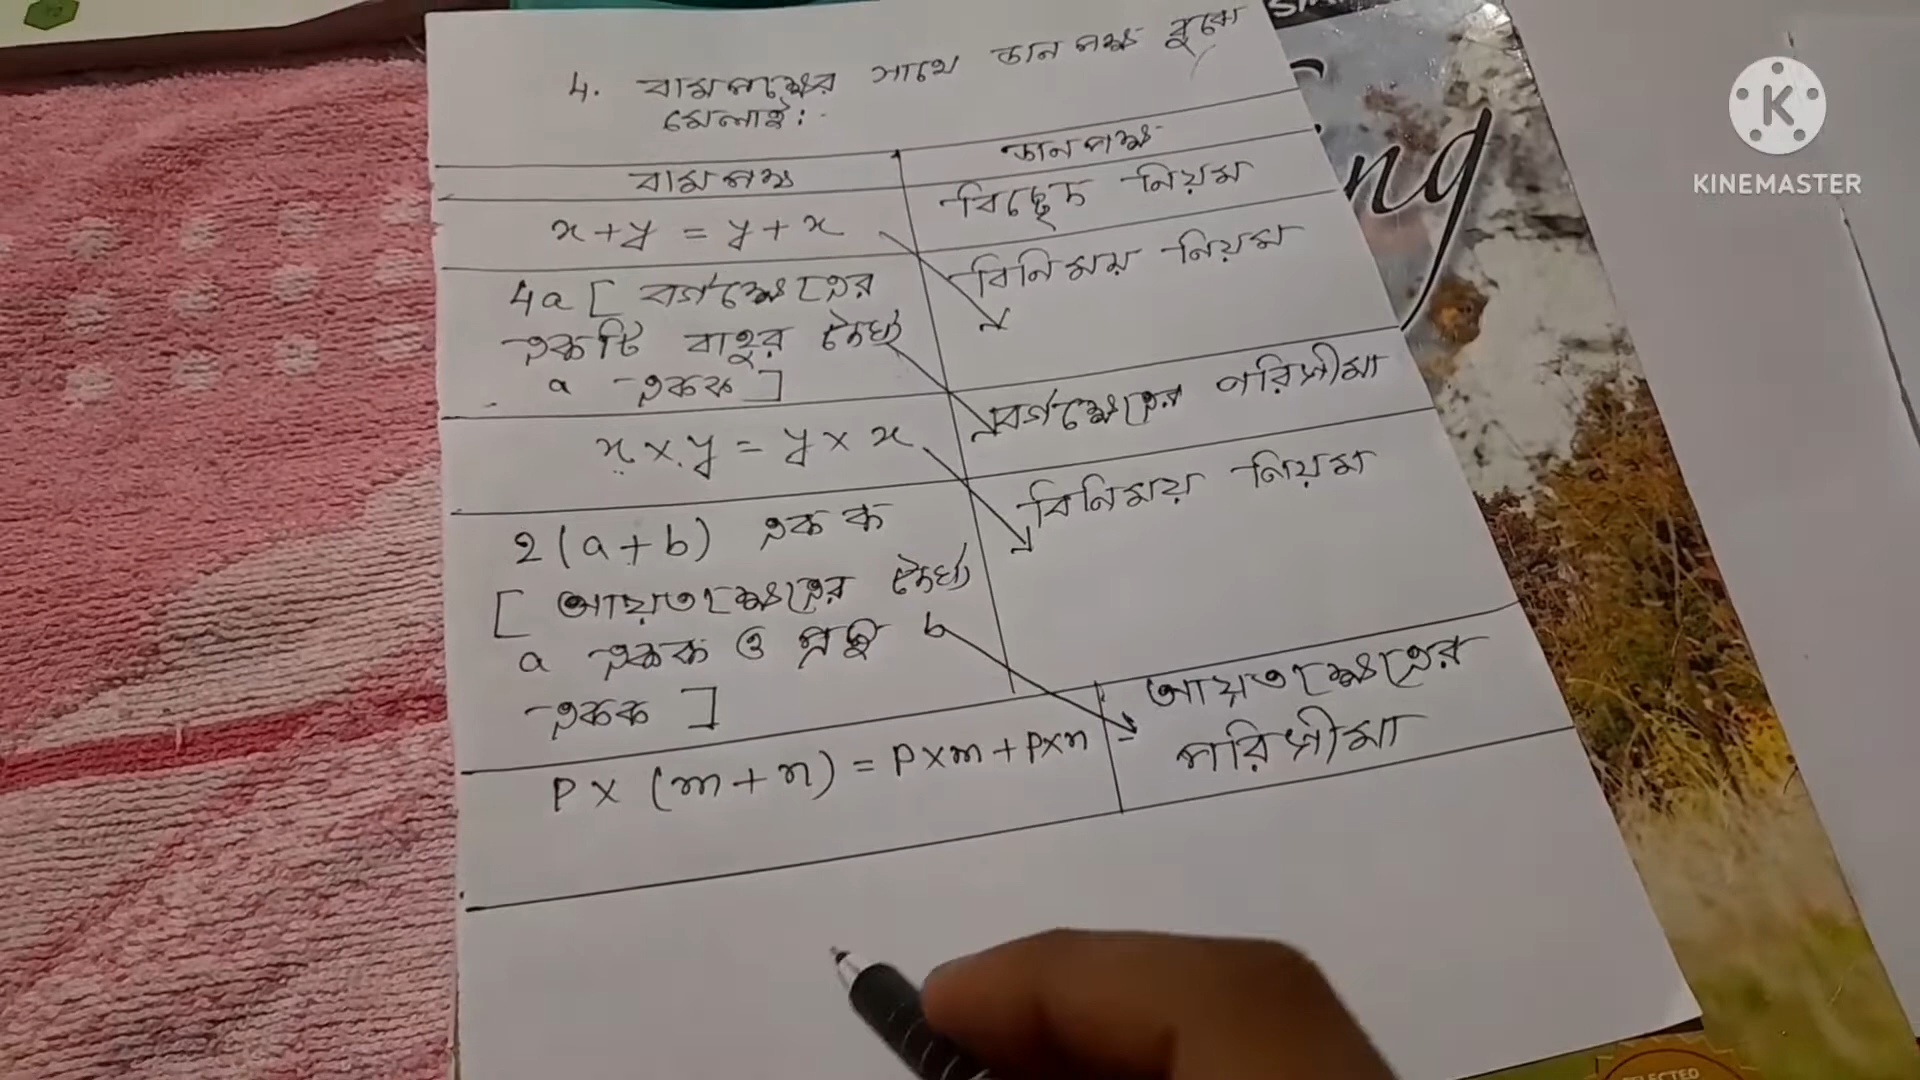 4. বামপক্ষের সাথে ডান পক্ষ বুঝে
মেলাই:
বামপক্ষ
ডানপক্ষ
x + y = y + x
বিচ্ছেদ নিয়ম
4a [ বর্গক্ষেত্রের
একটি বাহুর দৈর্ঘ্য
a একক ]
বিনিময় নিয়ম
x × y = y × x
বর্গক্ষেত্রের পরিসীমা
2(a+b) একক
[ আয়তক্ষেত্রের দৈর্ঘ্য
a একক ও প্রস্থ b
একক ]
বিনিময় নিয়ম
P × (m + n) = P×m + P×n
আয়তক্ষেত্রের
পরিসীমা
KINEMASTER